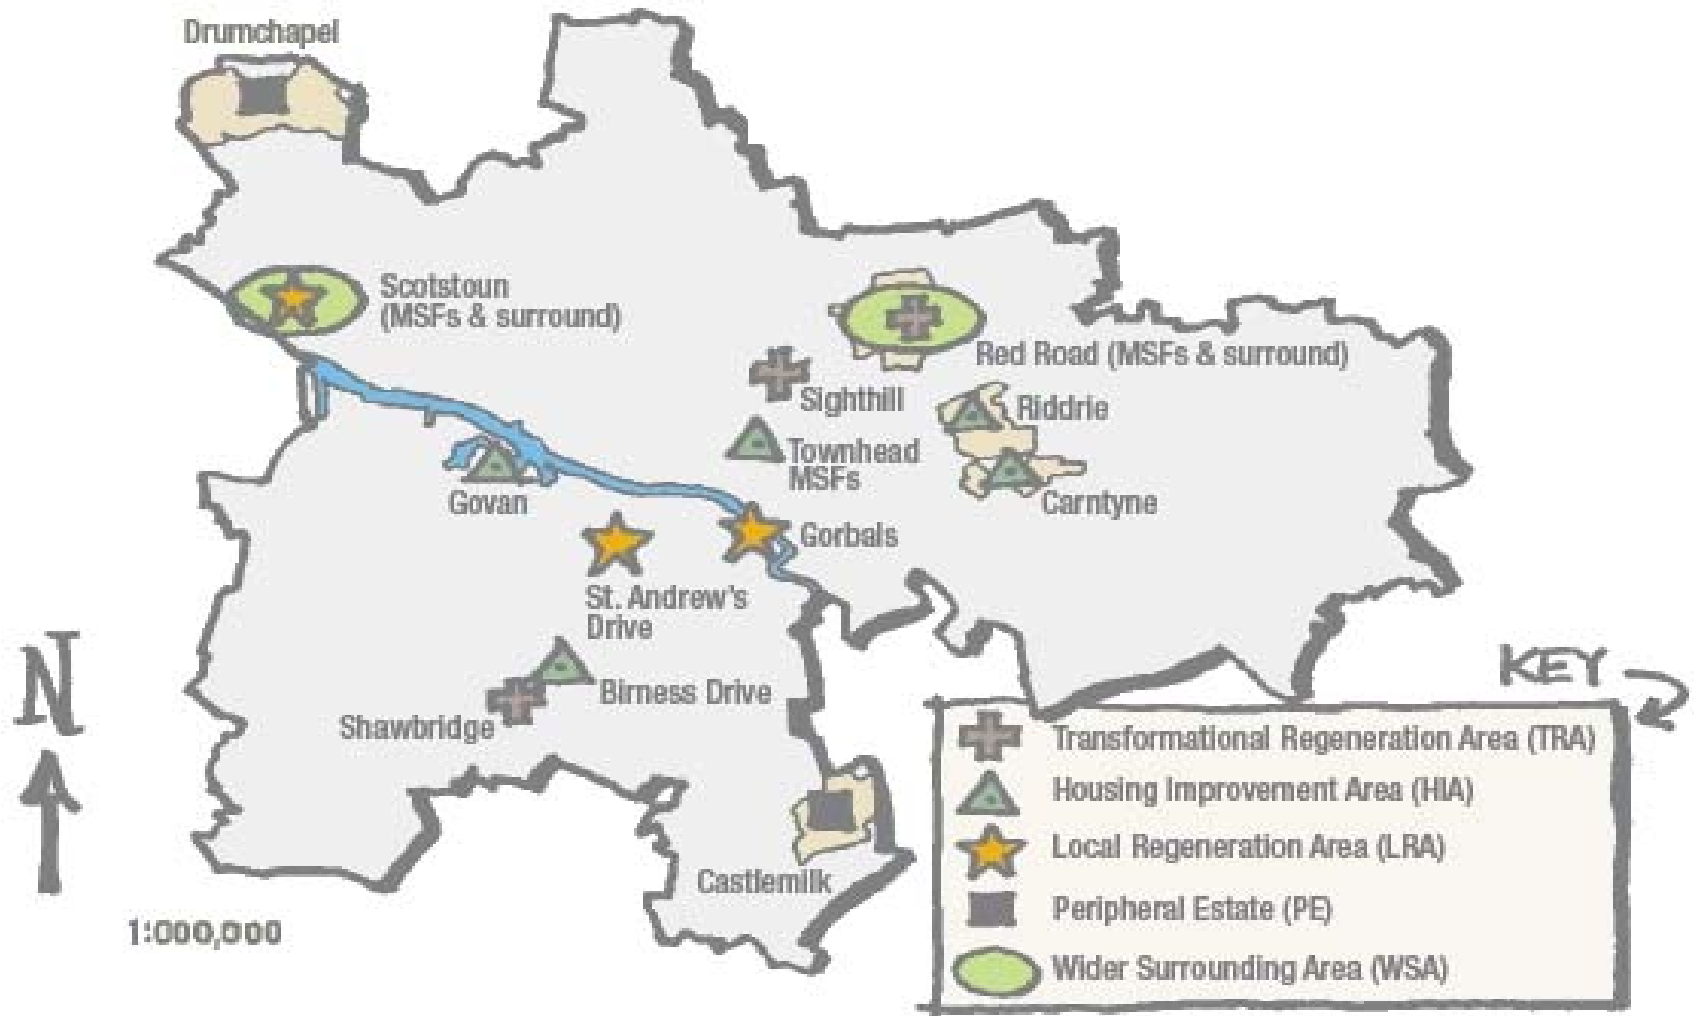 Drumchapel
Scotstoun
(MSFs & surround)
Red Road (MSFs & surround)
Sighthill
Riddrie
Townhead
MSFs
Govan
Carntyne
Gorbals
St. Andrew's
Drive
Birness Drive
Shawbridge
Castlemilk
N
1:000,000
KEY
Transformational Regeneration Area (TRA)
Housing Improvement Area (HIA)
Local Regeneration Area (LRA)
Peripheral Estate (PE)
Wider Surrounding Area (WSA)